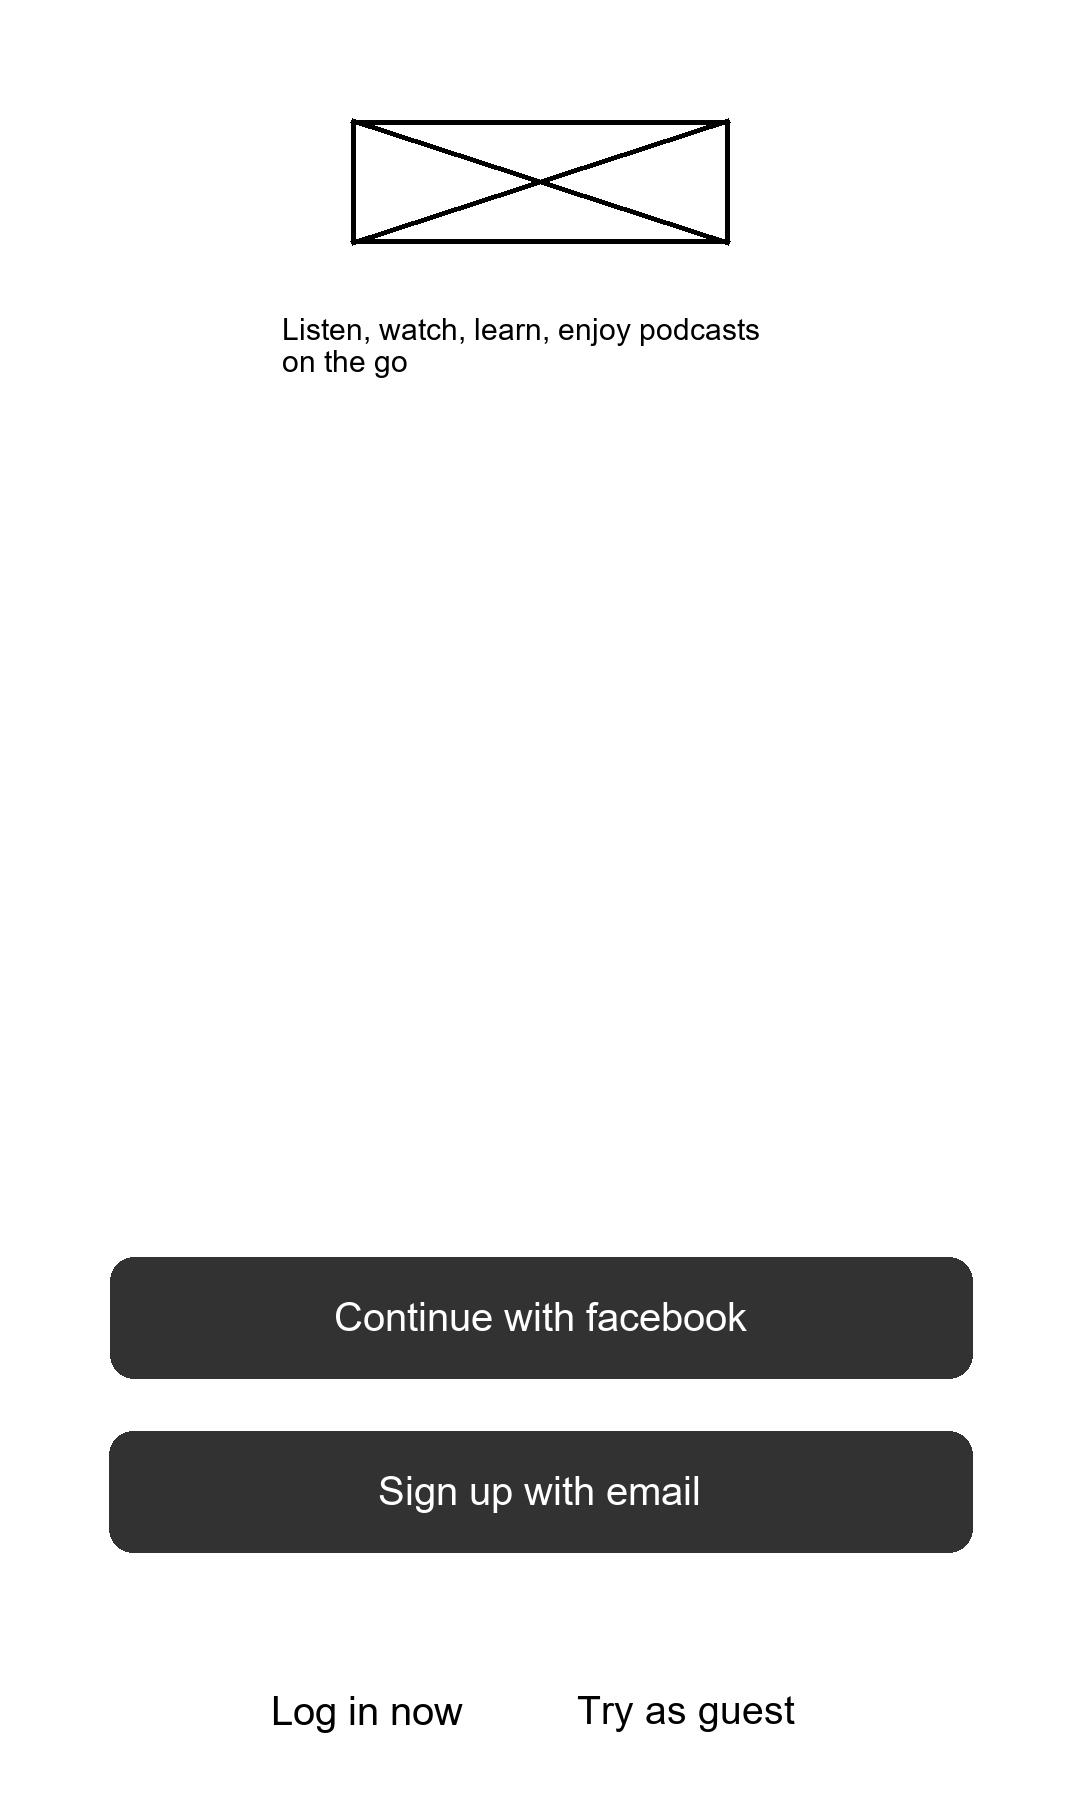 Listen, watch, learn, enjoy podcasts
on the go
Continue with facebook
Sign up with email
Log in now
Try as guest